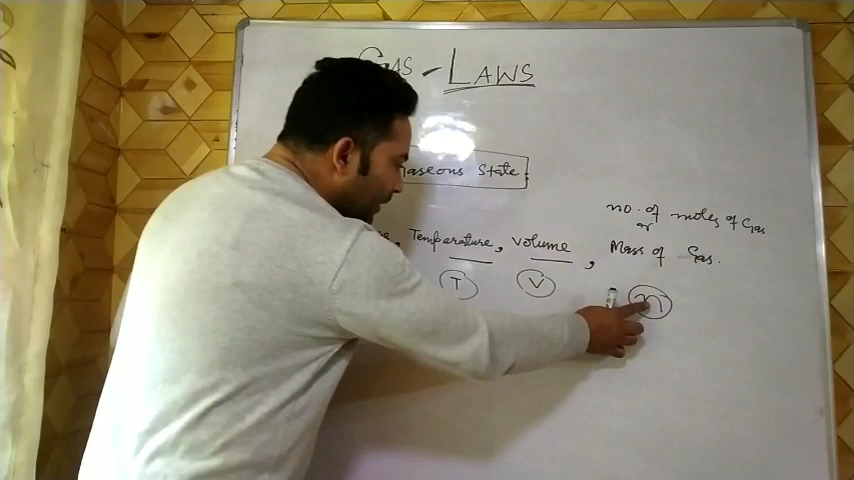 GAS - LAWS
Gaseous State
no. of moles of Gas
or
Temperature, Volume, Mass of Gas.
T V n